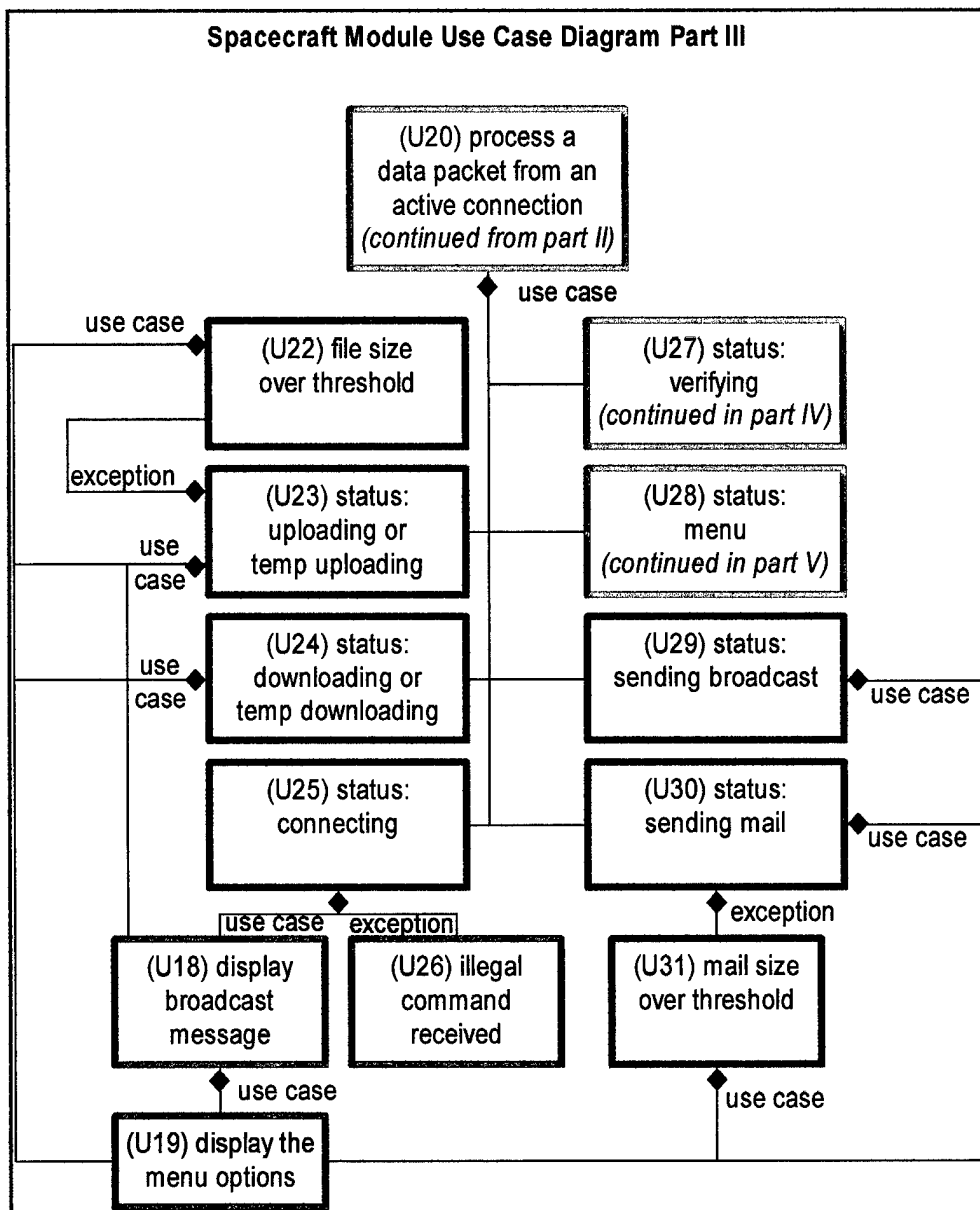 Spacecraft Module Use Case Diagram Part III
(U20) process a
data packet from an
active connection
(continued from part II)
use case
use case
(U22) file size
over threshold
(U27) status:
verifying
(continued in part IV)
exception
(U23) status:
uploading or
temp uploading
use
case
(U28) status:
menu
(continued in part V)
(U24) status:
downloading or
temp downloading
use
case
(U29) status:
sending broadcast
use case
(U25) status:
connecting
(U30) status:
sending mail
use case
use case
exception
exception
(U18) display
broadcast
message
(U26) illegal
command
received
(U31) mail size
over threshold
use case
use case
(U19) display the
menu options